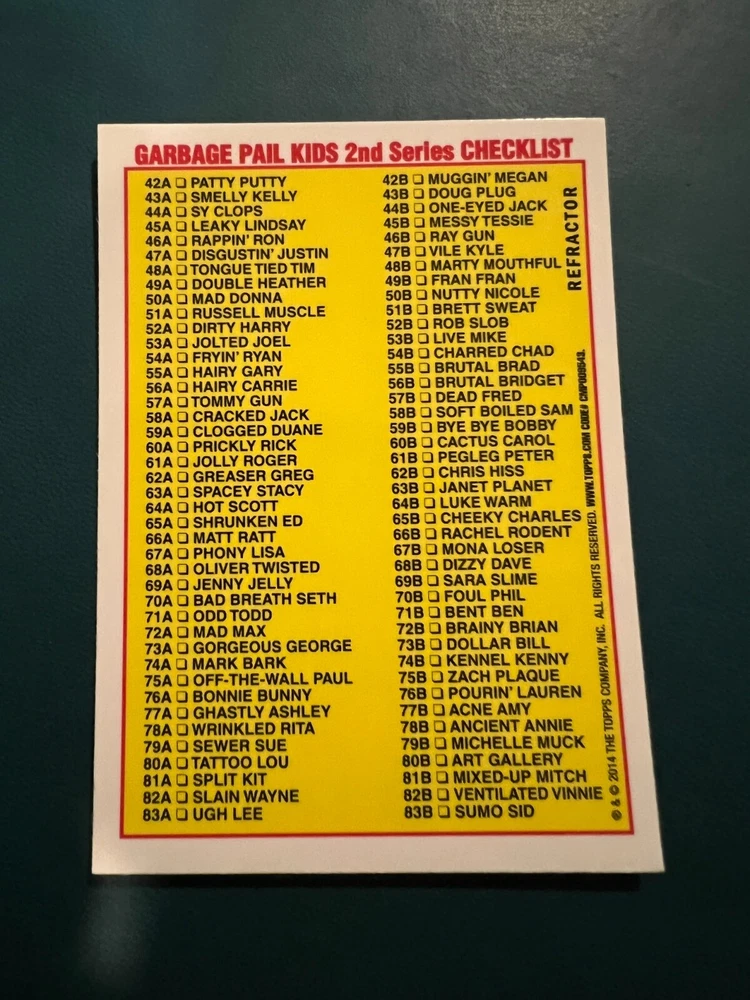 GARBAGE PAIL KIDS 2nd Series CHECKLIST
42A ❏ PATTY PUTTY
43A ❏ SMELLY KELLY
44A ❏ SY CLOPS
45A ❏ LEAKY LINDSAY
46A ❏ RAPPIN' RON
47A ❏ DISGUSTIN' JUSTIN
48A ❏ TONGUE TIED TIM
49A ❏ DOUBLE HEATHER
50A ❏ MAD DONNA
51A ❏ RUSSELL MUSCLE
52A ❏ DIRTY HARRY
53A ❏ JOLTED JOEL
54A ❏ FRYIN' RYAN
55A ❏ HAIRY GARY
56A ❏ HAIRY CARRIE
57A ❏ TOMMY GUN
58A ❏ CRACKED JACK
59A ❏ CLOGGED DUANE
60A ❏ PRICKLY RICK
61A ❏ JOLLY ROGER
62A ❏ GREASER GREG
63A ❏ SPACEY STACY
64A ❏ HOT SCOTT
65A ❏ SHRUNKEN ED
66A ❏ MATT RATT
67A ❏ PHONY LISA
68A ❏ OLIVER TWISTED
69A ❏ JENNY JELLY
70A ❏ BAD BREATH SETH
71A ❏ ODD TODD
72A ❏ MAD MAX
73A ❏ GORGEOUS GEORGE
74A ❏ MARK BARK
75A ❏ OFF-THE-WALL PAUL
76A ❏ BONNIE BUNNY
77A ❏ GHASTLY ASHLEY
78A ❏ WRINKLED RITA
79A ❏ SEWER SUE
80A ❏ TATTOO LOU
81A ❏ SPLIT KIT
82A ❏ SLAIN WAYNE
83A ❏ UGH LEE
42B ❏ MUGGIN' MEGAN
43B ❏ DOUG PLUG
44B ❏ ONE-EYED JACK
45B ❏ MESSY TESSIE
46B ❏ RAY GUN
47B ❏ VILE KYLE
48B ❏ MARTY MOUTHFUL
49B ❏ FRAN FRAN
50B ❏ NUTTY NICOLE
51B ❏ BRETT SWEAT
52B ❏ ROB SLOB
53B ❏ LIVE MIKE
54B ❏ CHARRED CHAD
55B ❏ BRUTAL BRAD
56B ❏ BRUTAL BRIDGET
57B ❏ DEAD FRED
58B ❏ SOFT BOILED SAM
59B ❏ BYE BYE BOBBY
60B ❏ CACTUS CAROL
61B ❏ PEGLEG PETER
62B ❏ CHRIS HISS
63B ❏ JANET PLANET
64B ❏ LUKE WARM
65B ❏ CHEEKY CHARLES
66B ❏ RACHEL RODENT
67B ❏ MONA LOSER
68B ❏ DIZZY DAVE
69B ❏ SARA SLIME
70B ❏ FOUL PHIL
71B ❏ BENT BEN
72B ❏ BRAINY BRIAN
73B ❏ DOLLAR BILL
74B ❏ KENNEL KENNY
75B ❏ ZACH PLAQUE
76B ❏ POURIN' LAUREN
77B ❏ ACNE AMY
78B ❏ ANCIENT ANNIE
79B ❏ MICHELLE MUCK
80B ❏ ART GALLERY
81B ❏ MIXED-UP MITCH
82B ❏ VENTILATED VINNIE
83B ❏ SUMO SID
REFRACTOR
® & © 2014 THE TOPPS COMPANY, INC. ALL RIGHTS RESERVED. WWW.TOPPS.COM CODE#